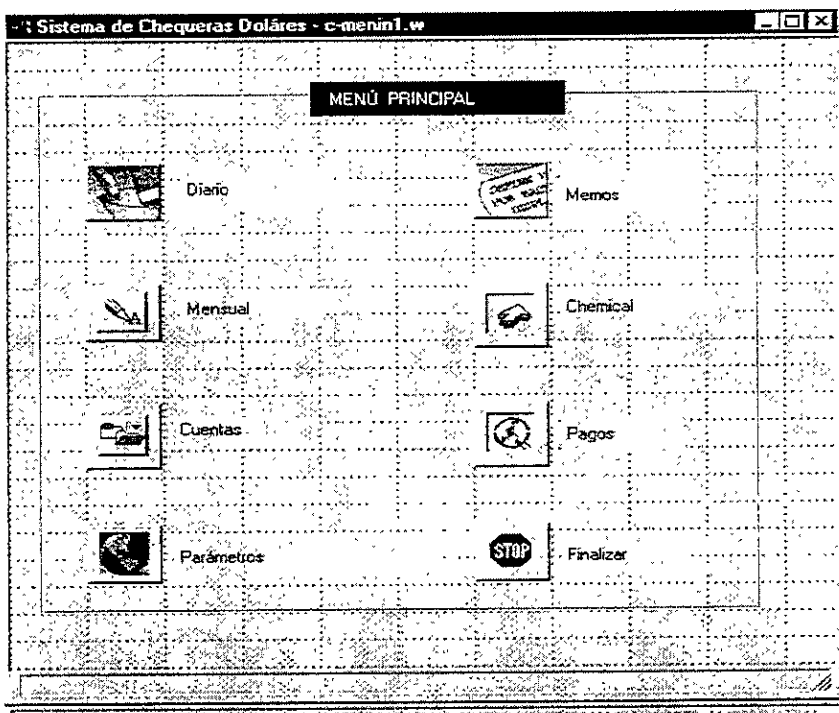 Sistema de Chequeras Doláres - c-menin1.w
MENÚ PRINCIPAL
Diario
Memos
Mensual
Chemical
Cuentas
Pagos
Parámetros
STOP
Finalizar